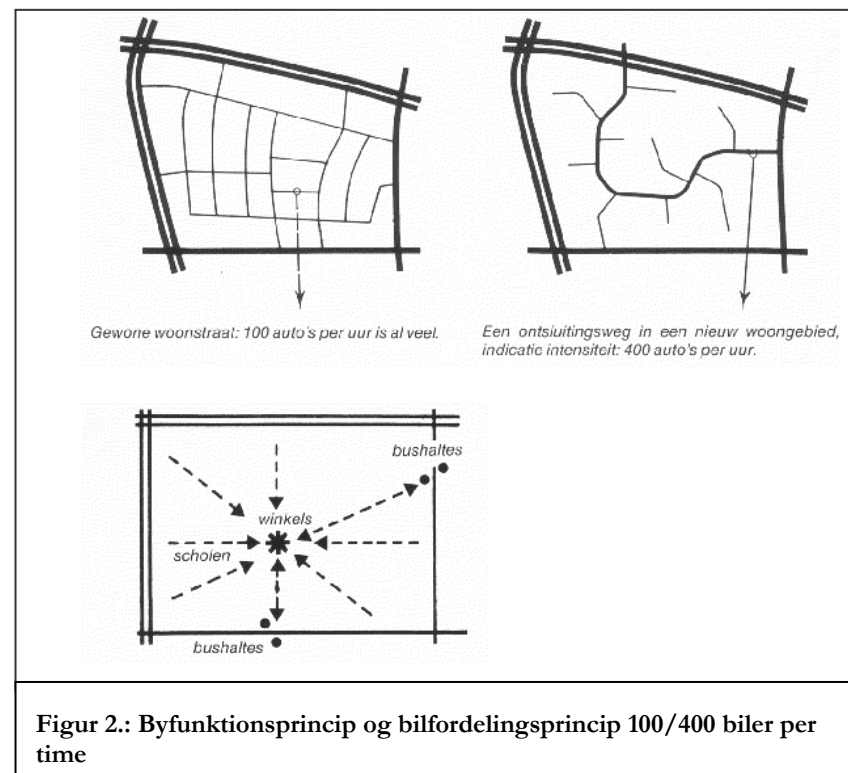 Gewone woonstraat: 100 auto's per uur is al veel.
Een ontsluitingsweg in een nieuw woongebied,
indicatie intensiteit: 400 auto's per uur.
bushaltes
winkels
scholen
bushaltes
Figur 2.: Byfunktionsprincip og bilfordelingsprincip 100/400 biler per
time